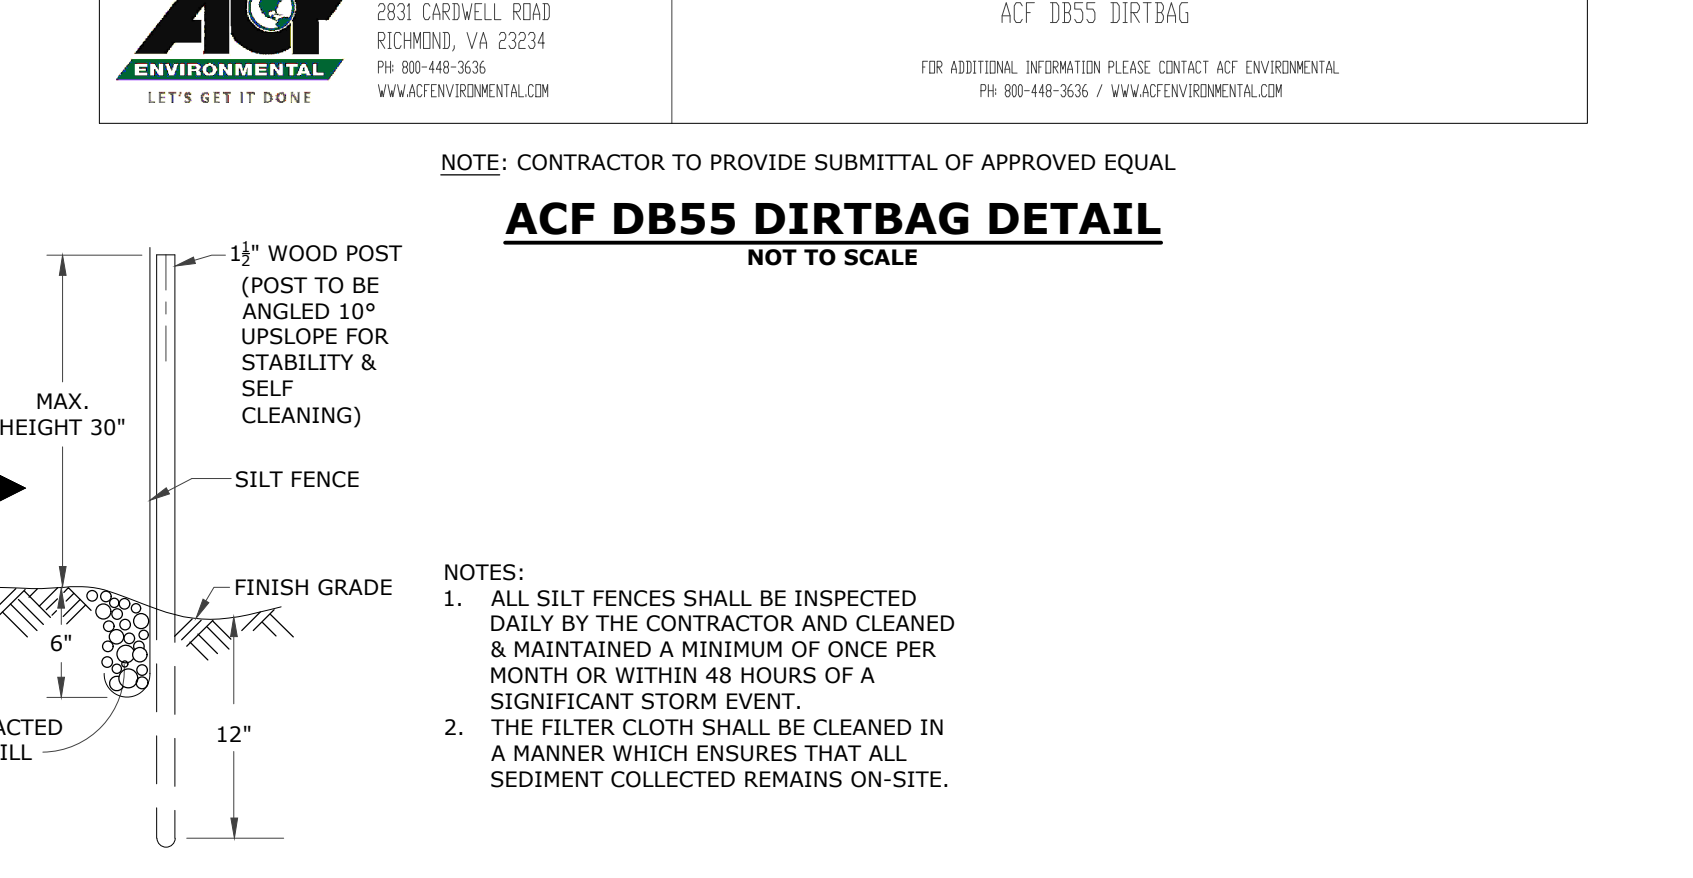 ACF
ENVIRONMENTAL
LET'S GET IT DONE
2831 CARDWELL ROAD
RICHMOND, VA 23234
PH: 800-448-3636
WWW.ACFENVIRONMENTAL.COM
ACF DB55 DIRTBAG
FOR ADDITIONAL INFORMATION PLEASE CONTACT ACF ENVIRONMENTAL
PH: 800-448-3636 / WWW.ACFENVIRONMENTAL.COM
NOTE: CONTRACTOR TO PROVIDE SUBMITTAL OF APPROVED EQUAL
ACF DB55 DIRTBAG DETAIL
NOT TO SCALE
1½" WOOD POST
(POST TO BE
ANGLED 10°
UPSLOPE FOR
STABILITY &
SELF
CLEANING)
MAX.
HEIGHT 30"
SILT FENCE
FINISH GRADE
6"
ACTED
ILL
12"
NOTES:
1. ALL SILT FENCES SHALL BE INSPECTED
DAILY BY THE CONTRACTOR AND CLEANED
& MAINTAINED A MINIMUM OF ONCE PER
MONTH OR WITHIN 48 HOURS OF A
SIGNIFICANT STORM EVENT.
2. THE FILTER CLOTH SHALL BE CLEANED IN
A MANNER WHICH ENSURES THAT ALL
SEDIMENT COLLECTED REMAINS ON-SITE.